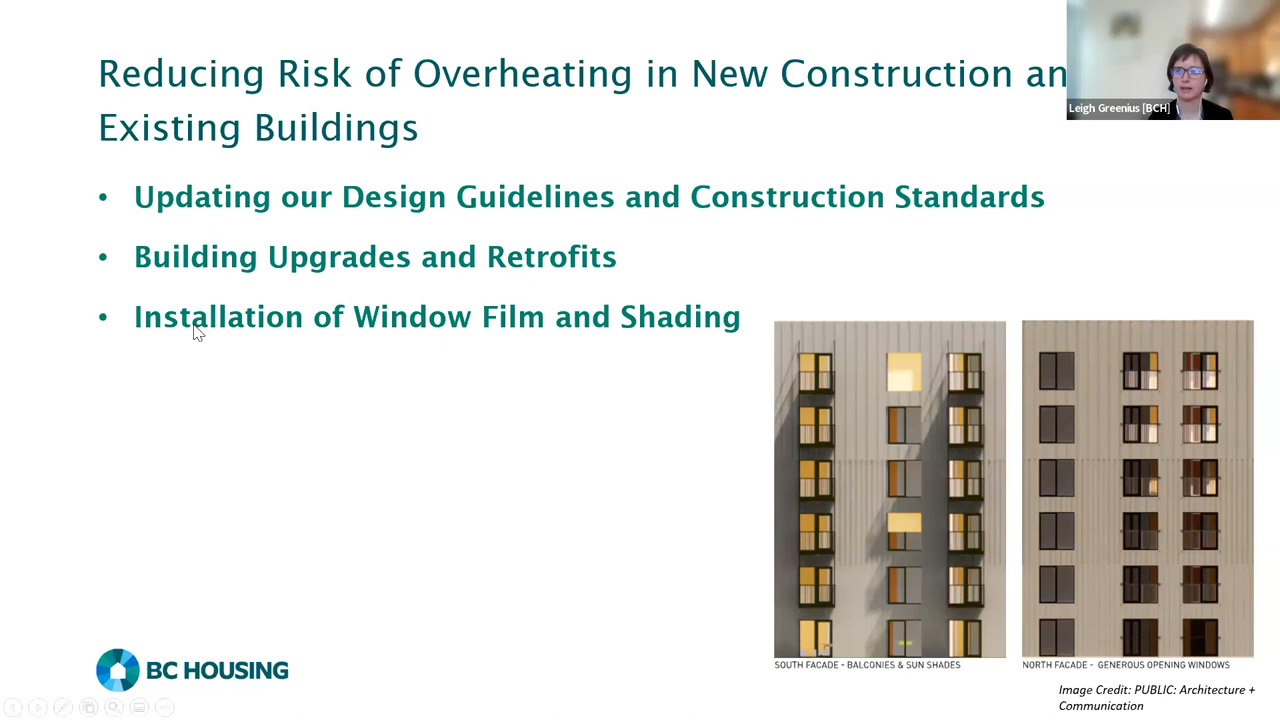 Reducing Risk of Overheating in New Construction an
Existing Buildings
Leigh Greenius [BCH]
• Updating our Design Guidelines and Construction Standards
• Building Upgrades and Retrofits
• Installation of Window Film and Shading
SOUTH FACADE - BALCONIES & SUN SHADES
NORTH FACADE - GENEROUS OPENING WINDOWS
BC HOUSING
Image Credit: PUBLIC: Architecture +
Communication